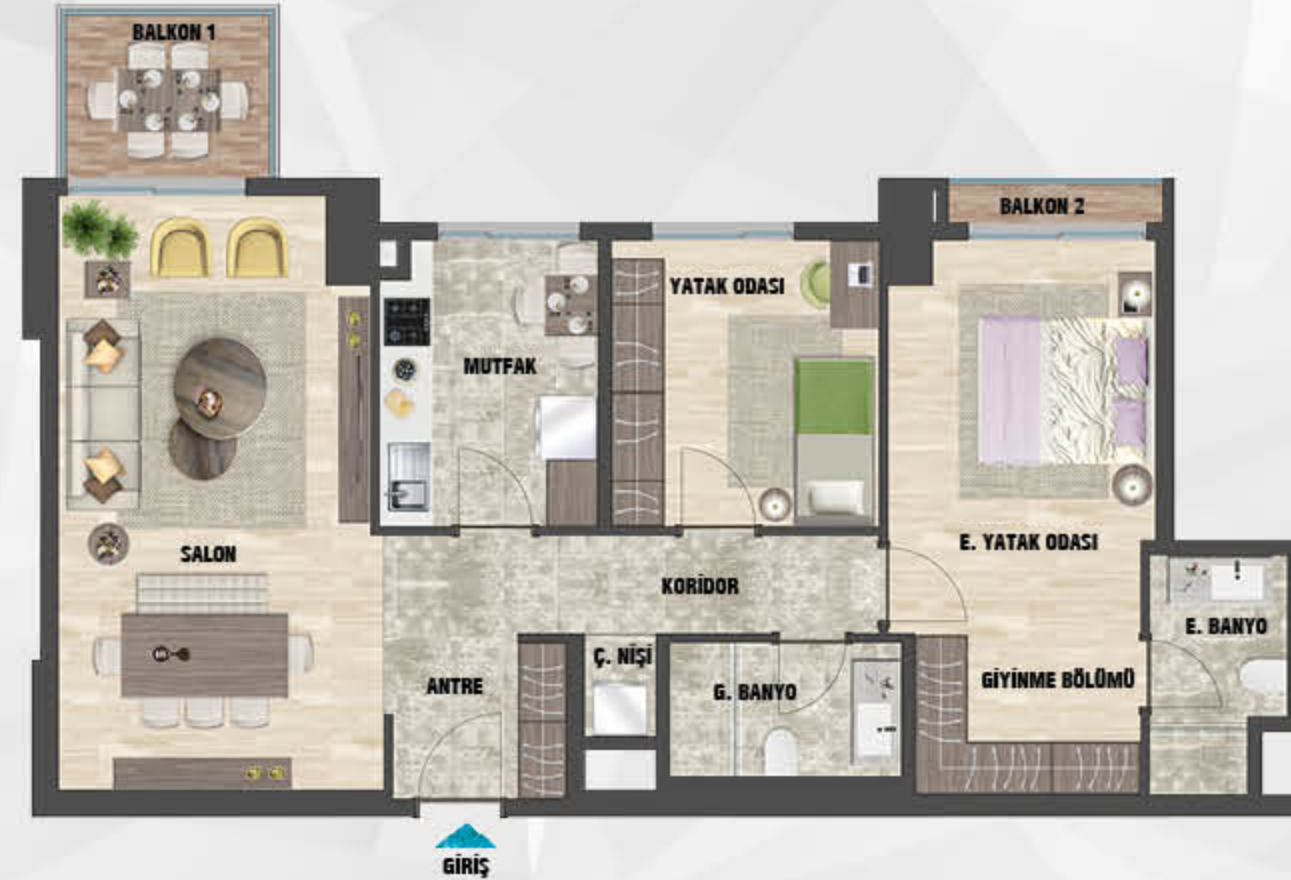 BALKON 1
BALKON 2
YATAK ODASI
MUTFAK
SALON
E. YATAK ODASI
KORİDOR
E. BANYO
Ç. NİŞİ
ANTRE
G. BANYO
GİYİNME BÖLÜMÜ
GİRİŞ